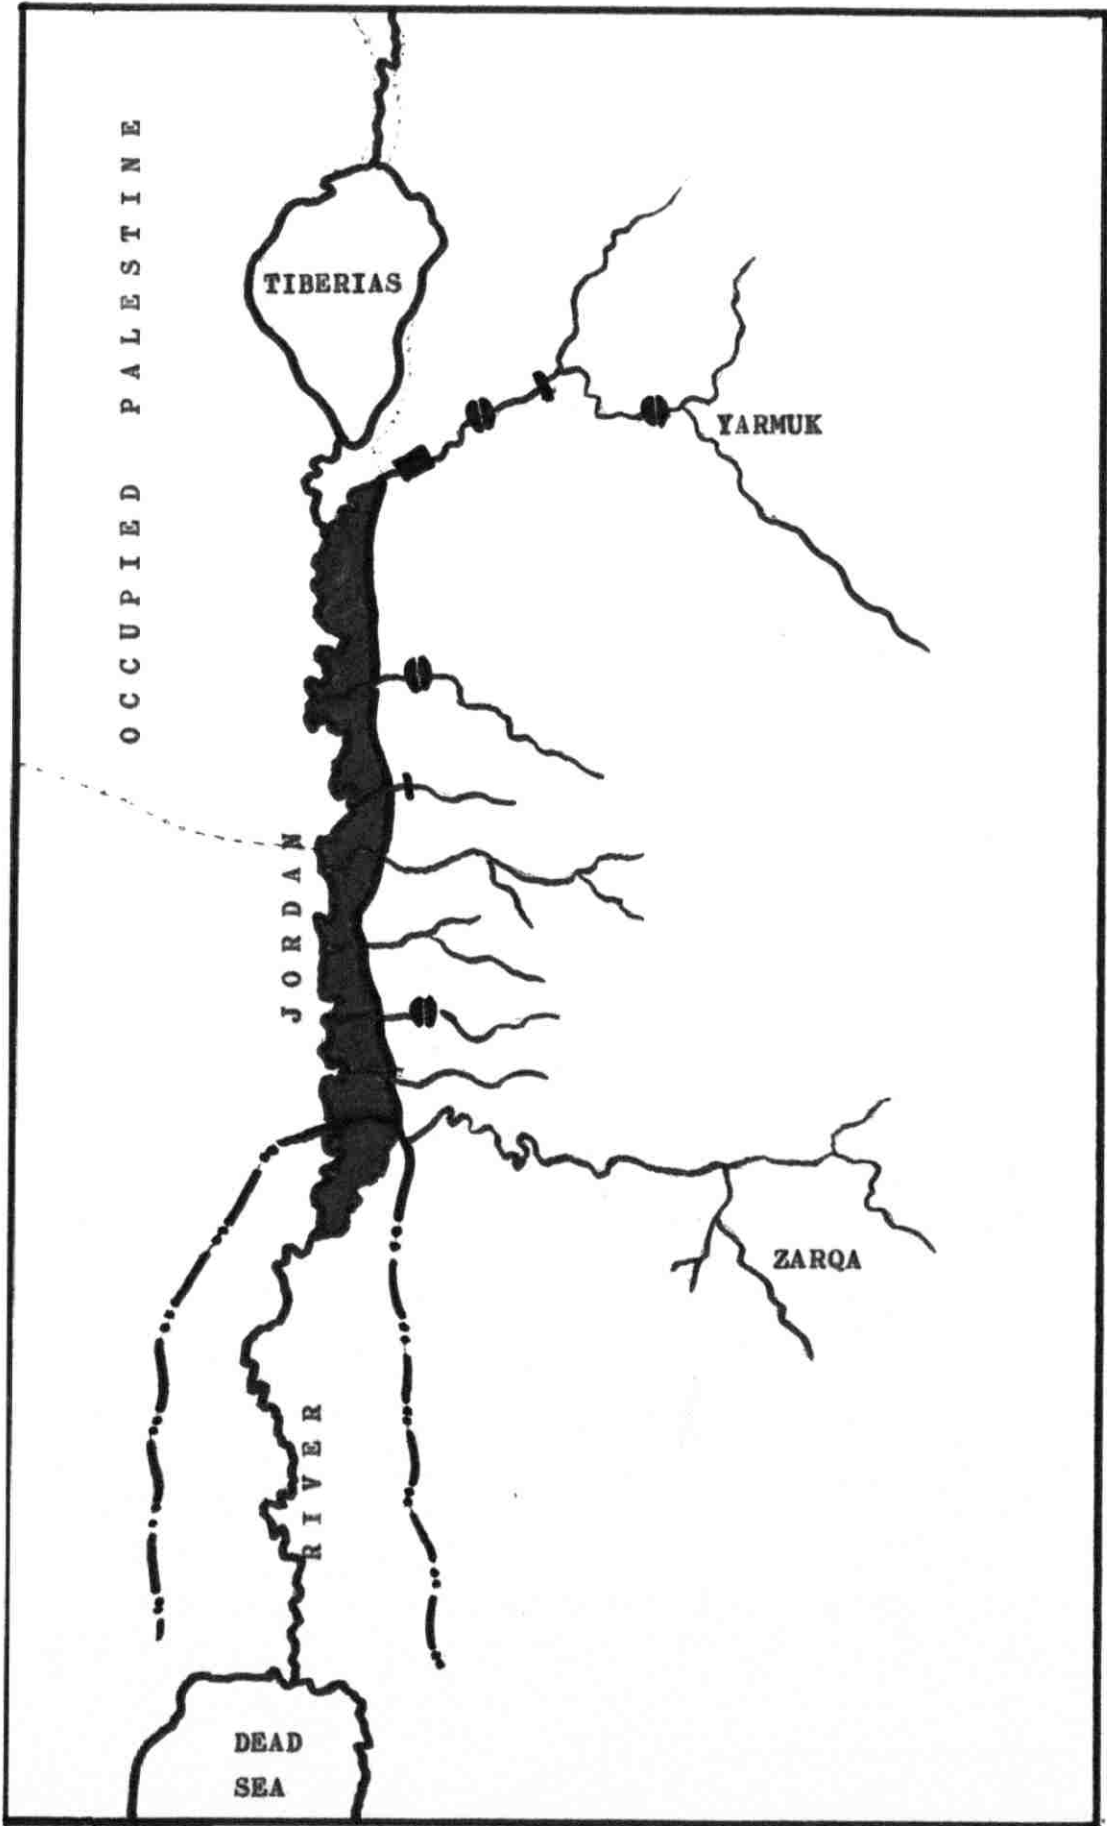 OCCUPIED PALESTINE
TIBERIAS
YARMUK
JORDAN RIVER
ZARQA
DEAD
SEA